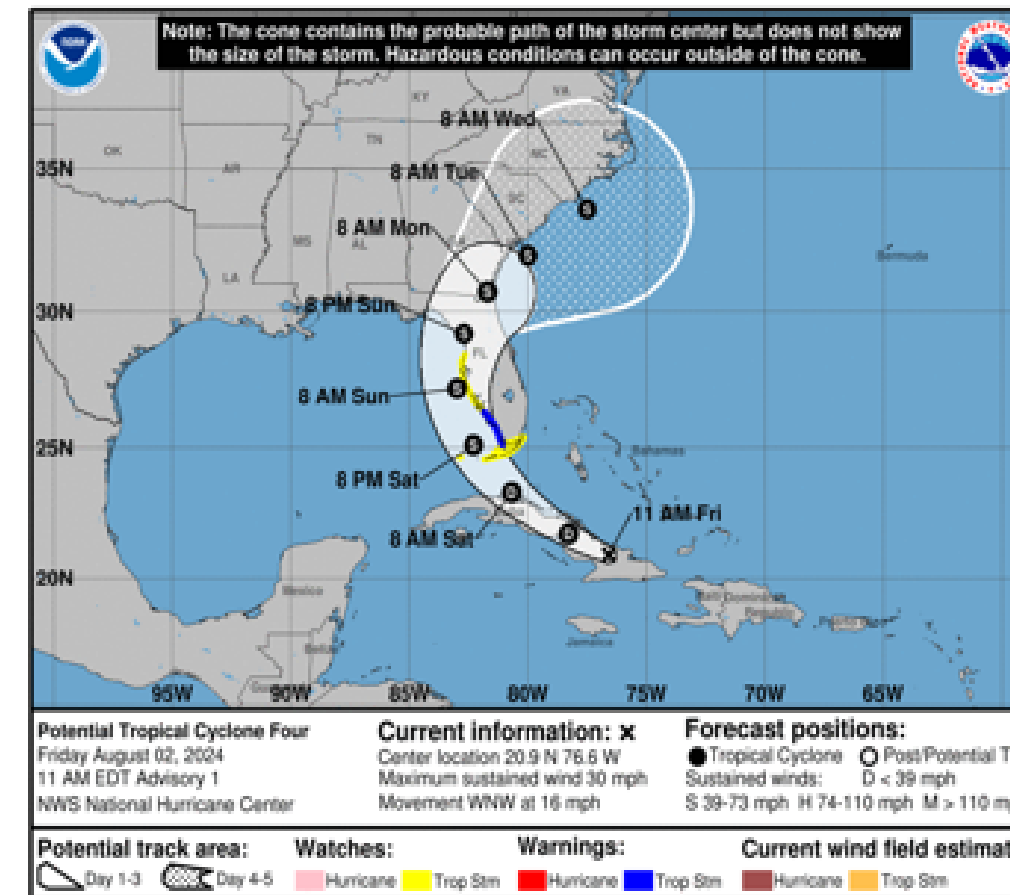 Note: The cone contains the probable path of the storm center but does not show
the size of the storm. Hazardous conditions can occur outside of the cone.
NOAA
KY
VA
8 AM Wed
OK
TN
NC
35N
AR
8 AM Tue
SC
8 AM Mon
MS
AL
Bermuda
LA
30N
8 PM Sun
FL
8 AM Sun
25N
Bahamas
8 PM Sat
11 AM Fri
8 AM Sat
20N
Mexico
Puerto Rico
Jamaica
95W 90W 85W 80W 75W 70W 65W
Potential Tropical Cyclone Four
Friday August 02, 2024
11 AM EDT Advisory 1
NWS National Hurricane Center
Current information: x
Center location 20.9 N 76.6 W
Maximum sustained wind 30 mph
Movement WNW at 16 mph
Forecast positions:
Tropical Cyclone Post/Potential T
Sustained winds: D < 39 mph
S 39-73 mph H 74-110 mph M > 110 m
Potential track area:
Day 1-3 Day 4-5
Watches:
Hurricane Trop Stm
Warnings:
Hurricane Trop Stm
Current wind field estimat
Hurricane Trop Stm